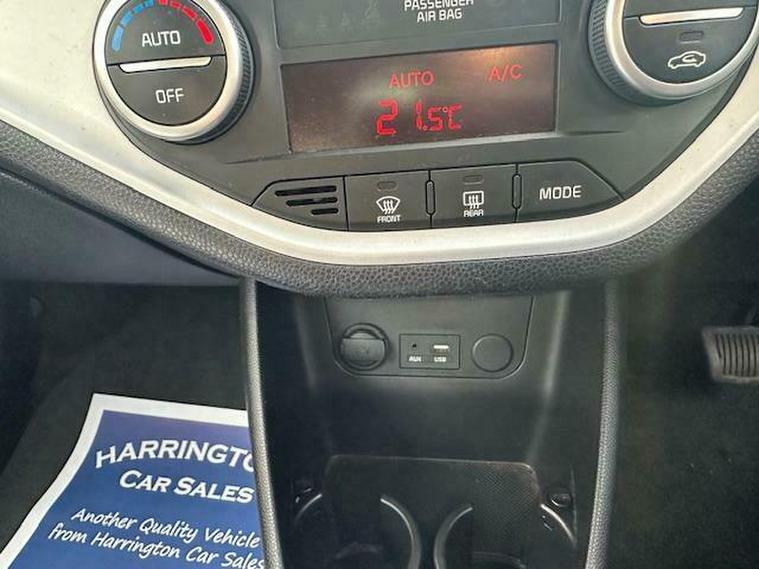 PASSENGER
AIR BAG
AUTO
OFF
AUTO A/C
21.5°C
FRONT
REAR
MODE
AUX
USB
HARRINGTO
CAR SALES
Another Quality Vehicle
from Harrington Car Sales